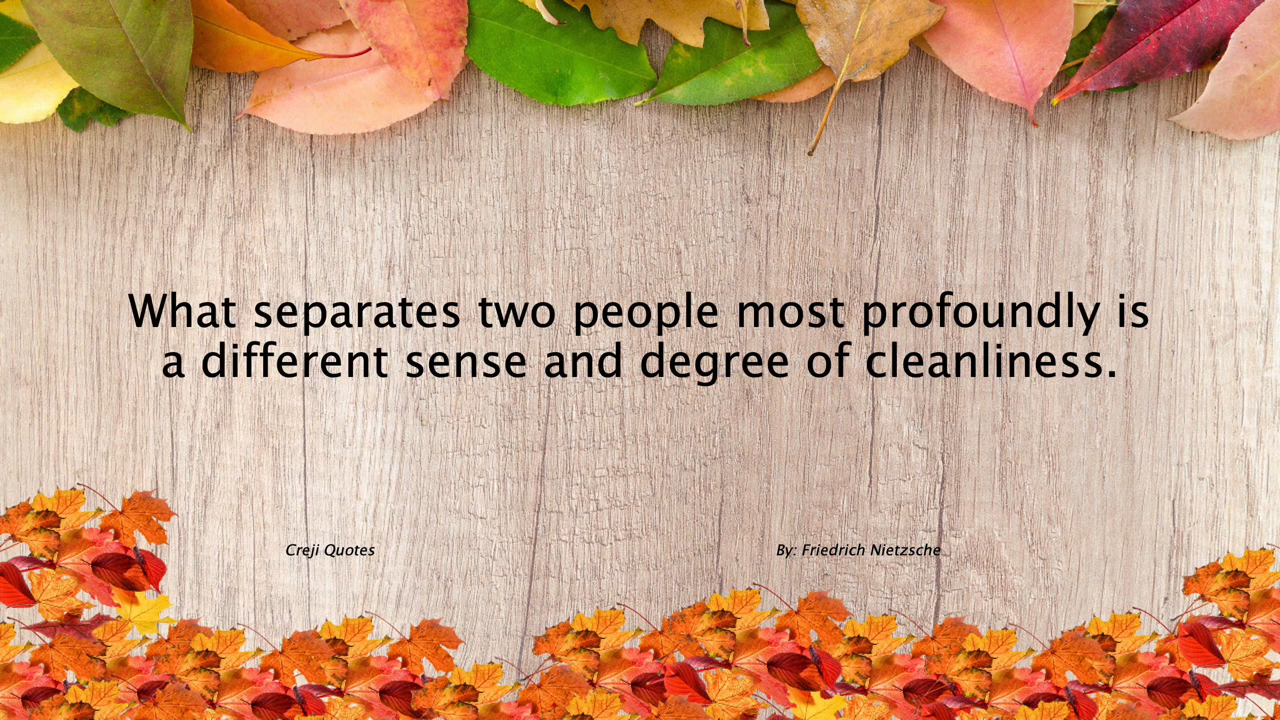 What separates two people most profoundly is
a different sense and degree of cleanliness.
Creji Quotes
By: Friedrich Nietzsche